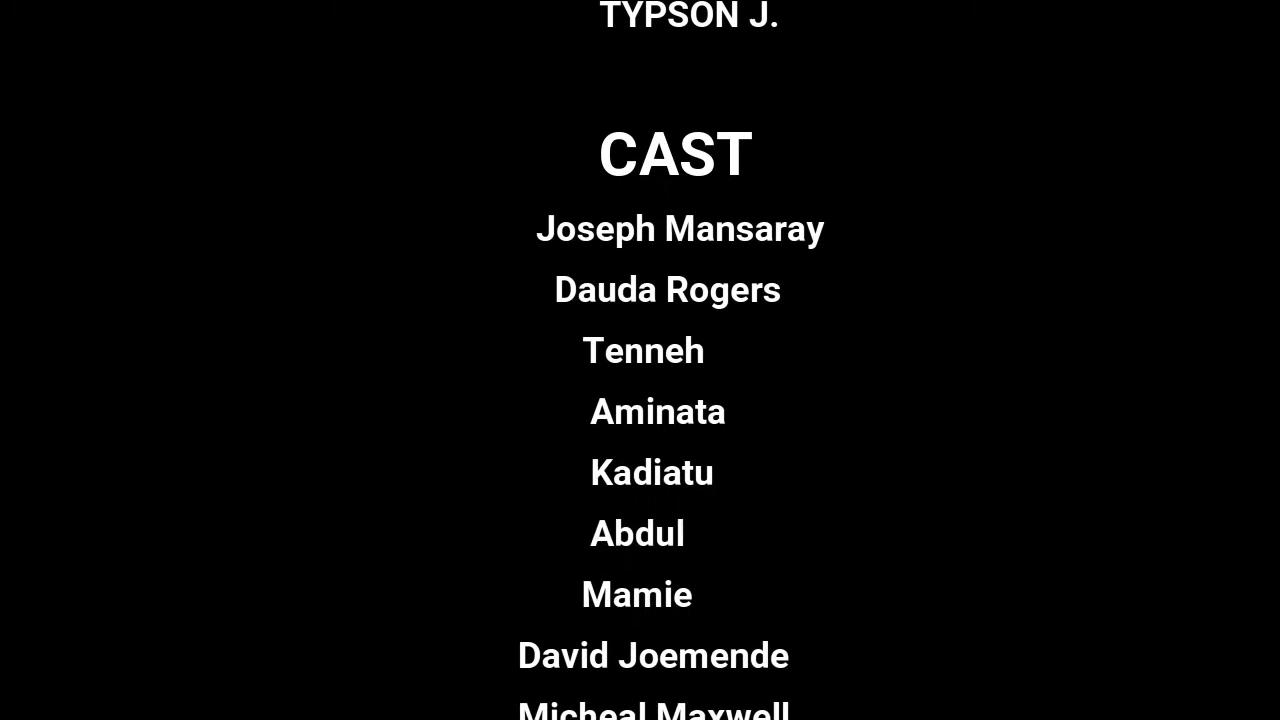 TYPSON J.
CAST
Joseph Mansaray
Dauda Rogers
Tenneh
Aminata
Kadiatu
Abdul
Mamie
David Joemende
Micheal Maxwell